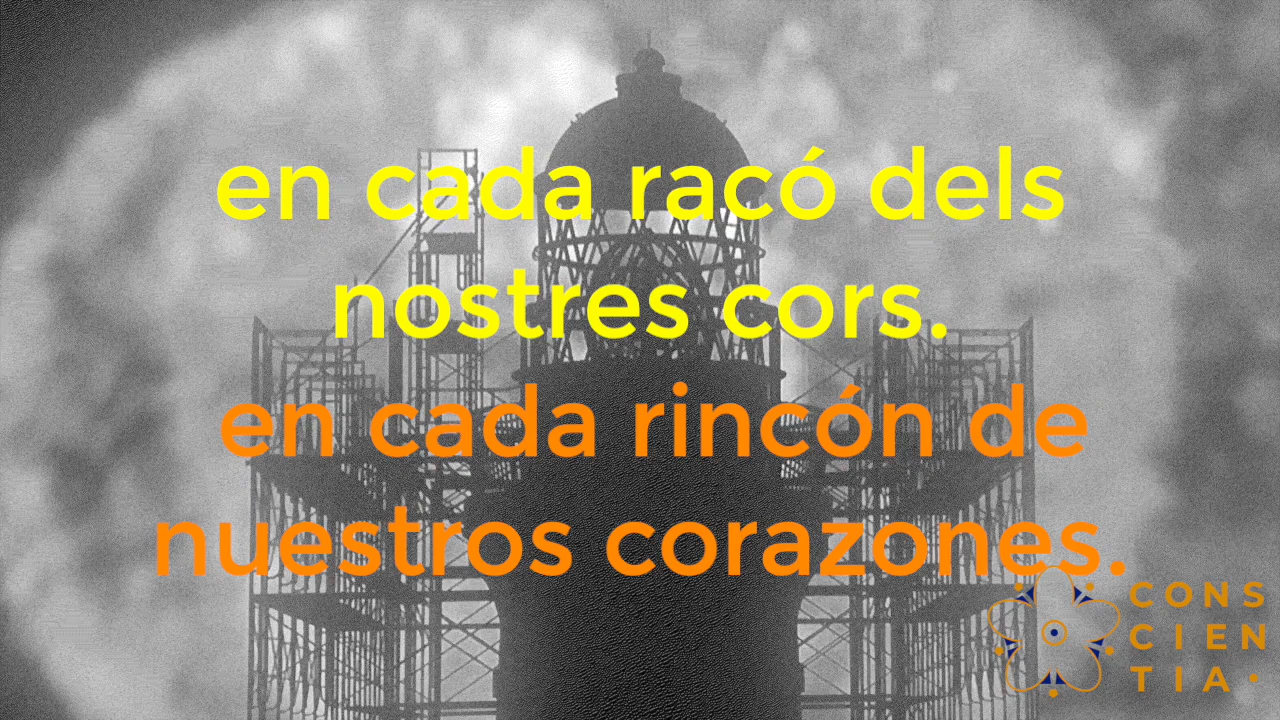 en cada racó dels
nostres cors.
en cada rincón de
nuestros corazones.
CONS
CIEN
TIA·